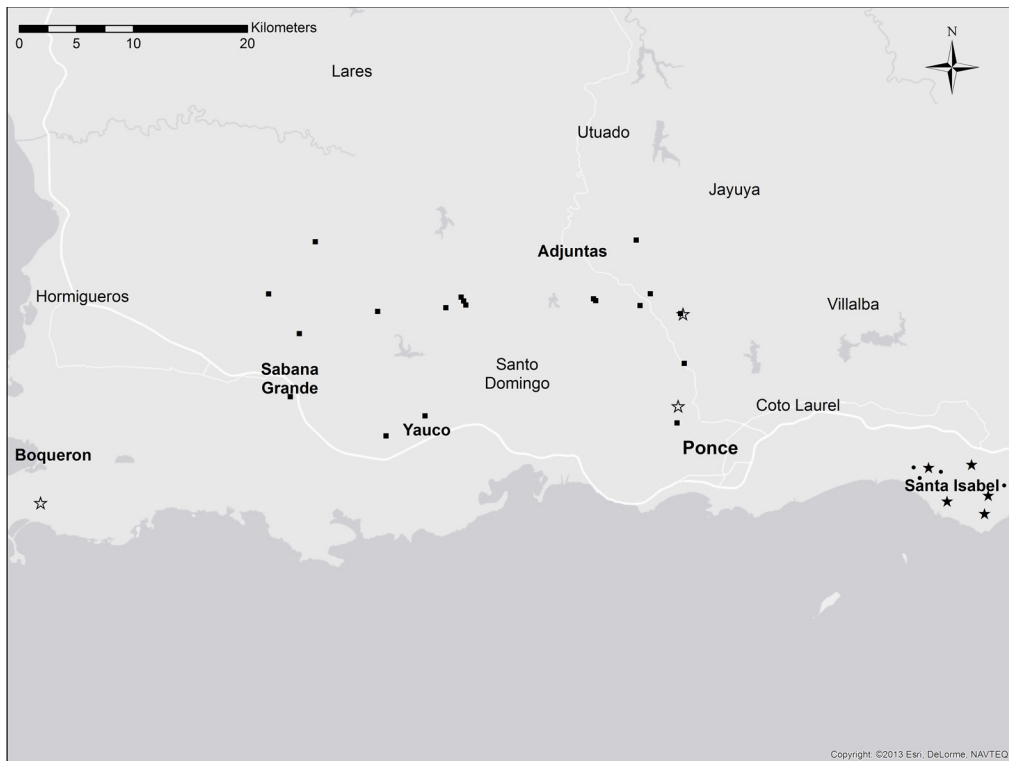 Kilometers
0 5 10 20
N
Lares
Utuado
Jayuya
Adjuntas
Hormigueros
Villalba
Santo
Domingo
Sabana
Grande
Coto Laurel
Yauco
Ponce
Boqueron
Santa Isabel
Copyright: ©2013 Esri, DeLorme, NAVTEQ